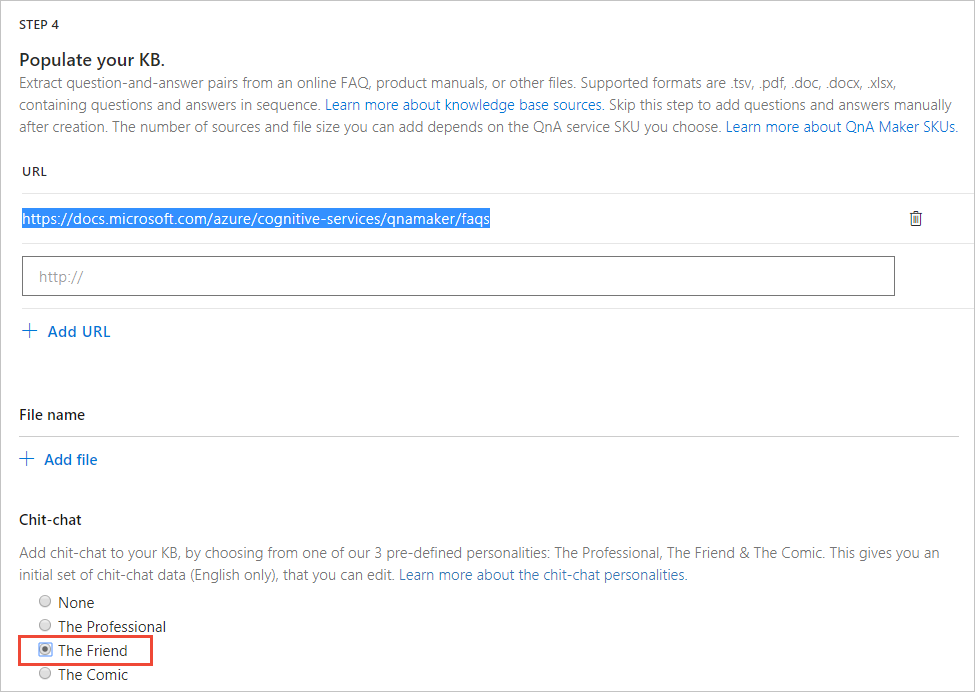 STEP 4
Populate your KB.
Extract question-and-answer pairs from an online FAQ, product manuals, or other files. Supported formats are .tsv, .pdf, .doc, .docx, .xlsx,
containing questions and answers in sequence. Learn more about knowledge base sources. Skip this step to add questions and answers manually
after creation. The number of sources and file size you can add depends on the QnA service SKU you choose. Learn more about QnA Maker SKUs.
URL
https://docs.microsoft.com/azure/cognitive-services/qnamaker/faqs
http://
+ Add URL
File name
+ Add file
Chit-chat
Add chit-chat to your KB, by choosing from one of our 3 pre-defined personalities: The Professional, The Friend & The Comic. This gives you an
initial set of chit-chat data (English only), that you can edit. Learn more about the chit-chat personalities.
None
The Professional
The Friend
The Comic